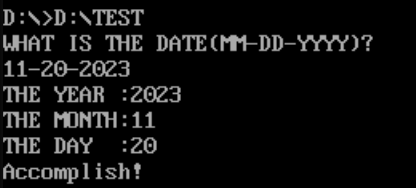 D:\>D:\TEST
WHAT IS THE DATE(MM-DD-YYYY)?
11-20-2023
THE YEAR :2023
THE MONTH:11
THE DAY  :20
Accomplish!